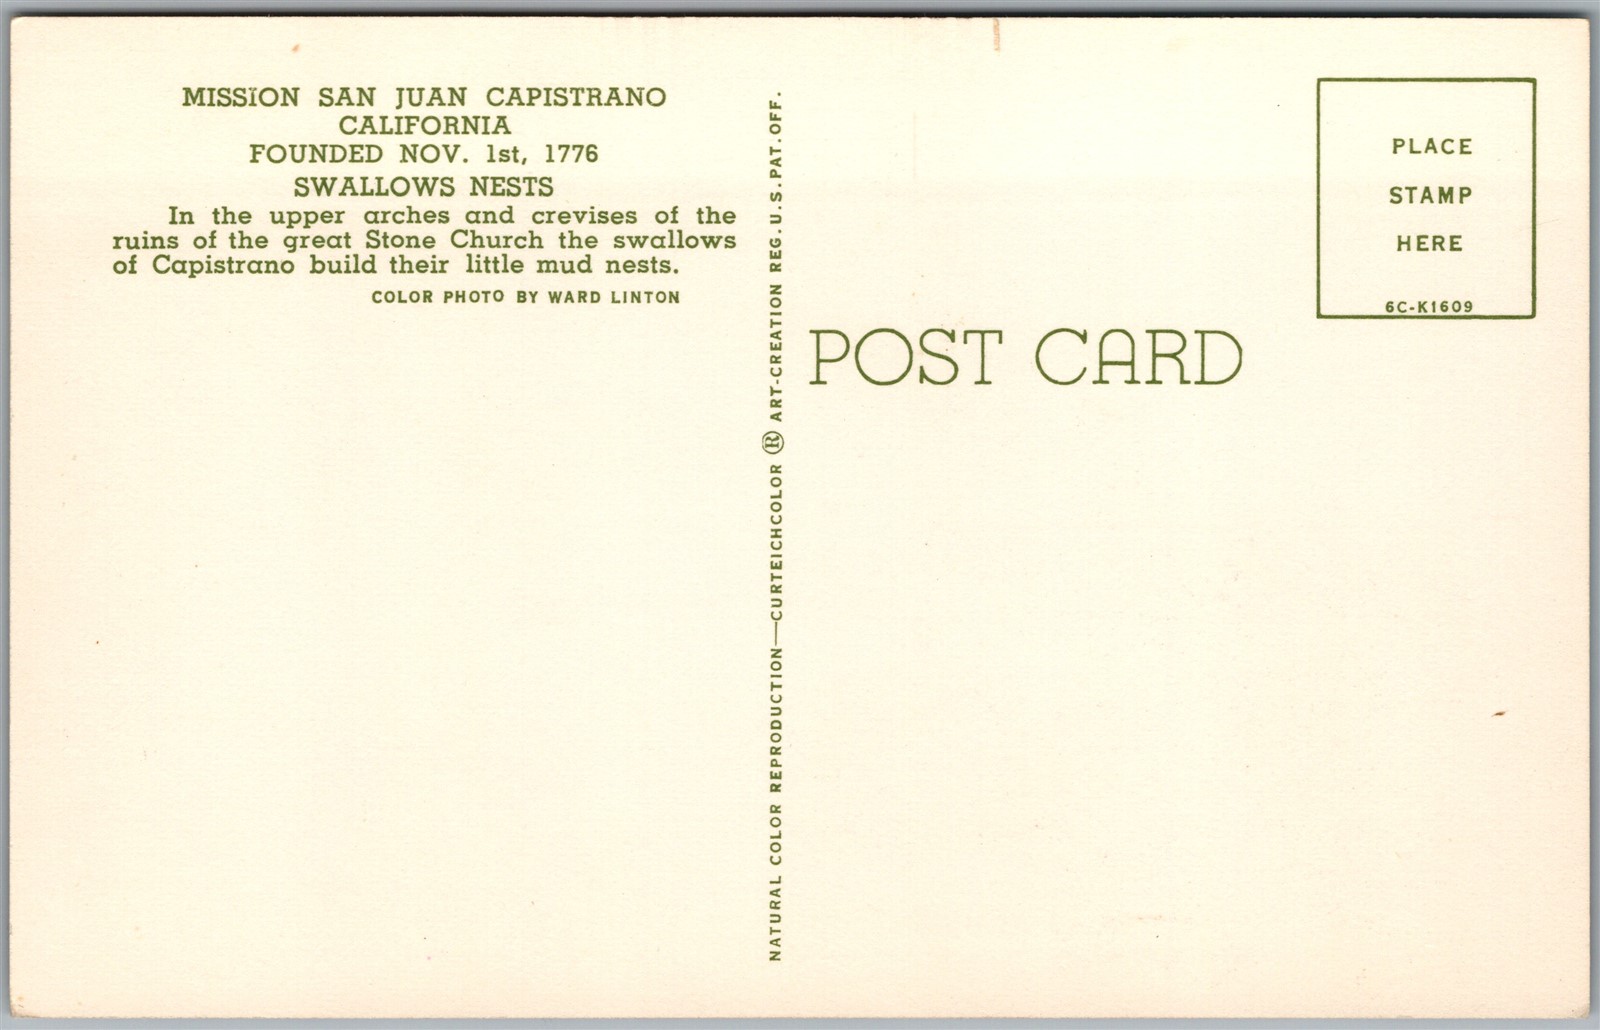 MISSION SAN JUAN CAPISTRANO
CALIFORNIA
FOUNDED NOV. 1st, 1776
SWALLOWS NESTS
In the upper arches and crevises of the
ruins of the great Stone Church the swallows
of Capistrano build their little mud nests.
COLOR PHOTO BY WARD LINTON
NATURAL COLOR REPRODUCTION—CURTEICHCOLOR ® ART-CREATION REG. U.S. PAT. OFF.
POST CARD
PLACE
STAMP
HERE
6C-K1609